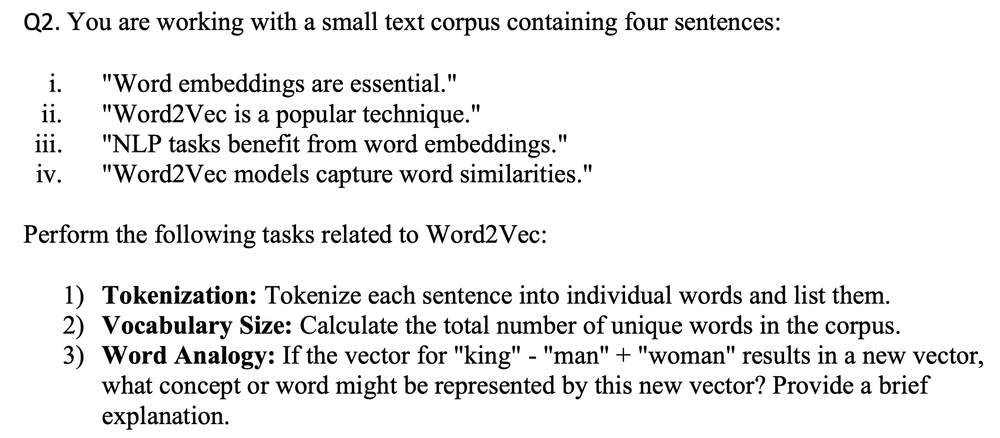 Q2. You are working with a small text corpus containing four sentences:
i. "Word embeddings are essential."
ii. "Word2Vec is a popular technique."
iii. "NLP tasks benefit from word embeddings."
iv. "Word2Vec models capture word similarities."
Perform the following tasks related to Word2Vec:
1) Tokenization: Tokenize each sentence into individual words and list them.
2) Vocabulary Size: Calculate the total number of unique words in the corpus.
3) Word Analogy: If the vector for "king" - "man" + "woman" results in a new vector,
what concept or word might be represented by this new vector? Provide a brief
explanation.